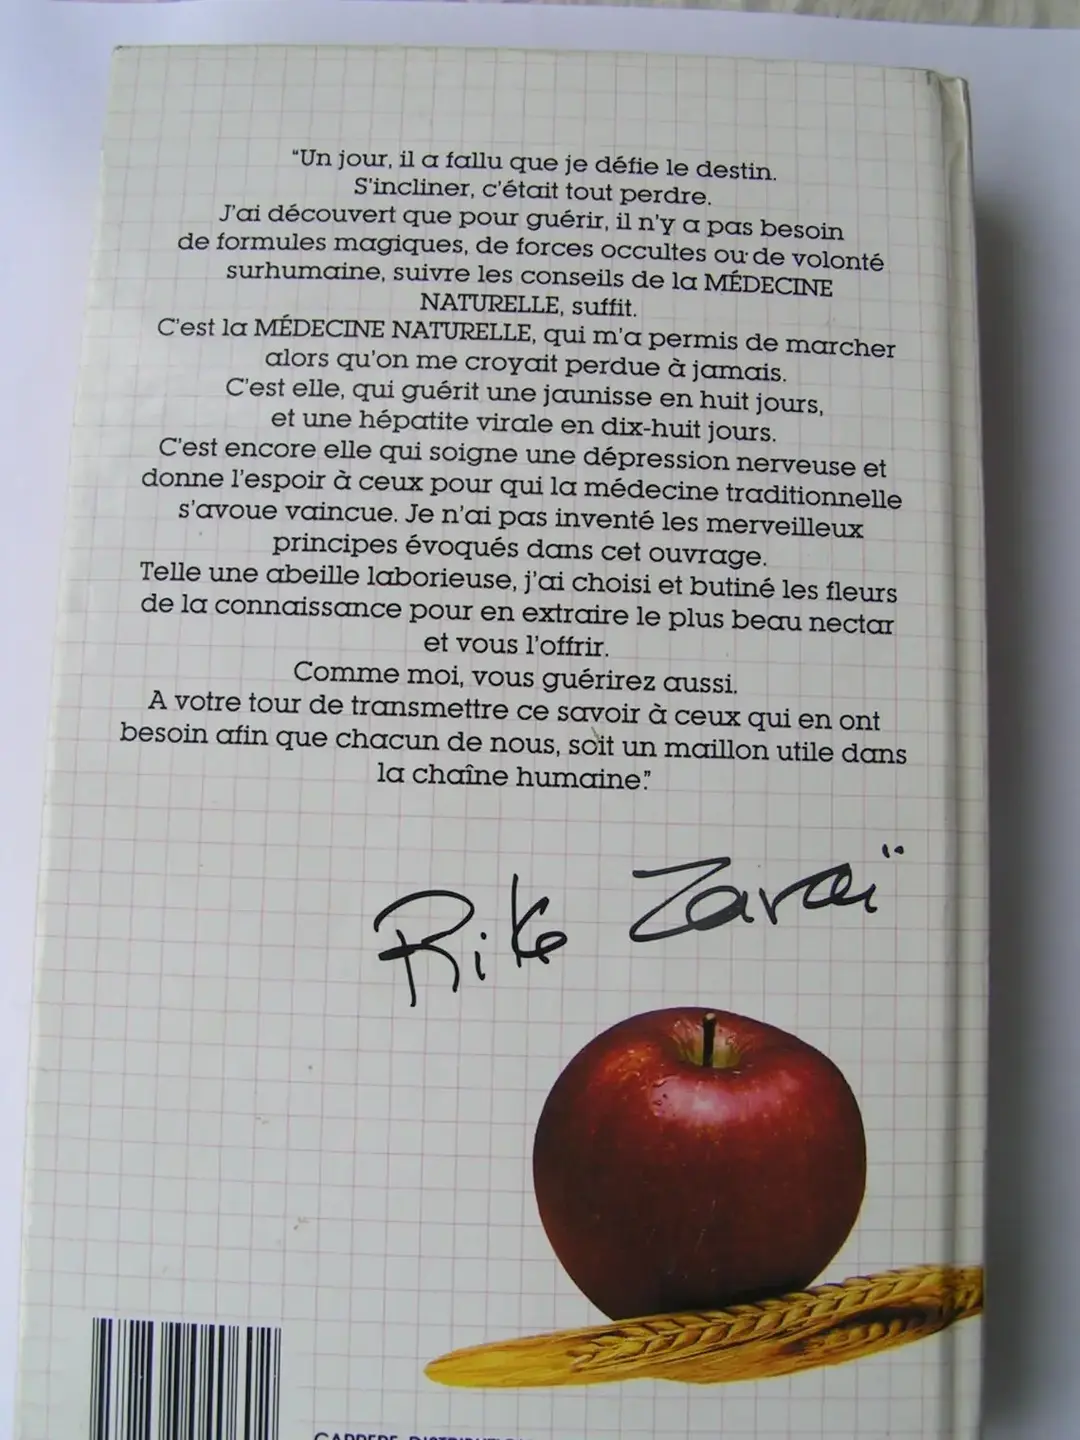 "Un jour, il a fallu que je défie le destin.
S'incliner, c'était tout perdre.
J'ai découvert que pour guérir, il n'y a pas besoin
de formules magiques, de forces occultes ou de volonté
surhumaine, suivre les conseils de la MÉDECINE
NATURELLE, suffit.
C'est la MÉDECINE NATURELLE, qui m'a permis de marcher
alors qu'on me croyait perdue à jamais.
C'est elle, qui guérit une jaunisse en huit jours,
et une hépatite virale en dix-huit jours.
C'est encore elle qui soigne une dépression nerveuse et
donne l'espoir à ceux pour qui la médecine traditionnelle
s'avoue vaincue. Je n'ai pas inventé les merveilleux
principes évoqués dans cet ouvrage.
Telle une abeille laborieuse, j'ai choisi et butiné les fleurs
de la connaissance pour en extraire le plus beau nectar
et vous l'offrir.
Comme moi, vous guérirez aussi.
A votre tour de transmettre ce savoir à ceux qui en ont
besoin afin que chacun de nous, soit un maillon utile dans
la chaîne humaine."
Rika Zaraï